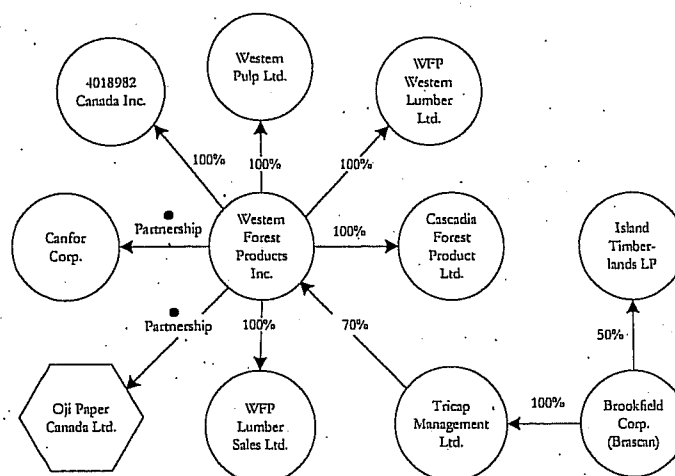 4018982
Canada Inc.
Western
Pulp Ltd.
WFP
Western
Lumber
Ltd.
100%
100%
100%
Canfor
Corp.
Partnership
Western
Forest
Products
Inc.
100%
Cascadia
Forest
Product
Ltd.
Island
Timber-
lands LP
Partnership
100%
70%
50%
Oji Paper
Canada Ltd.
WFP
Lumber
Sales Ltd.
Tricap
Management
Ltd.
100%
Brookfield
Corp.
(Brascan)